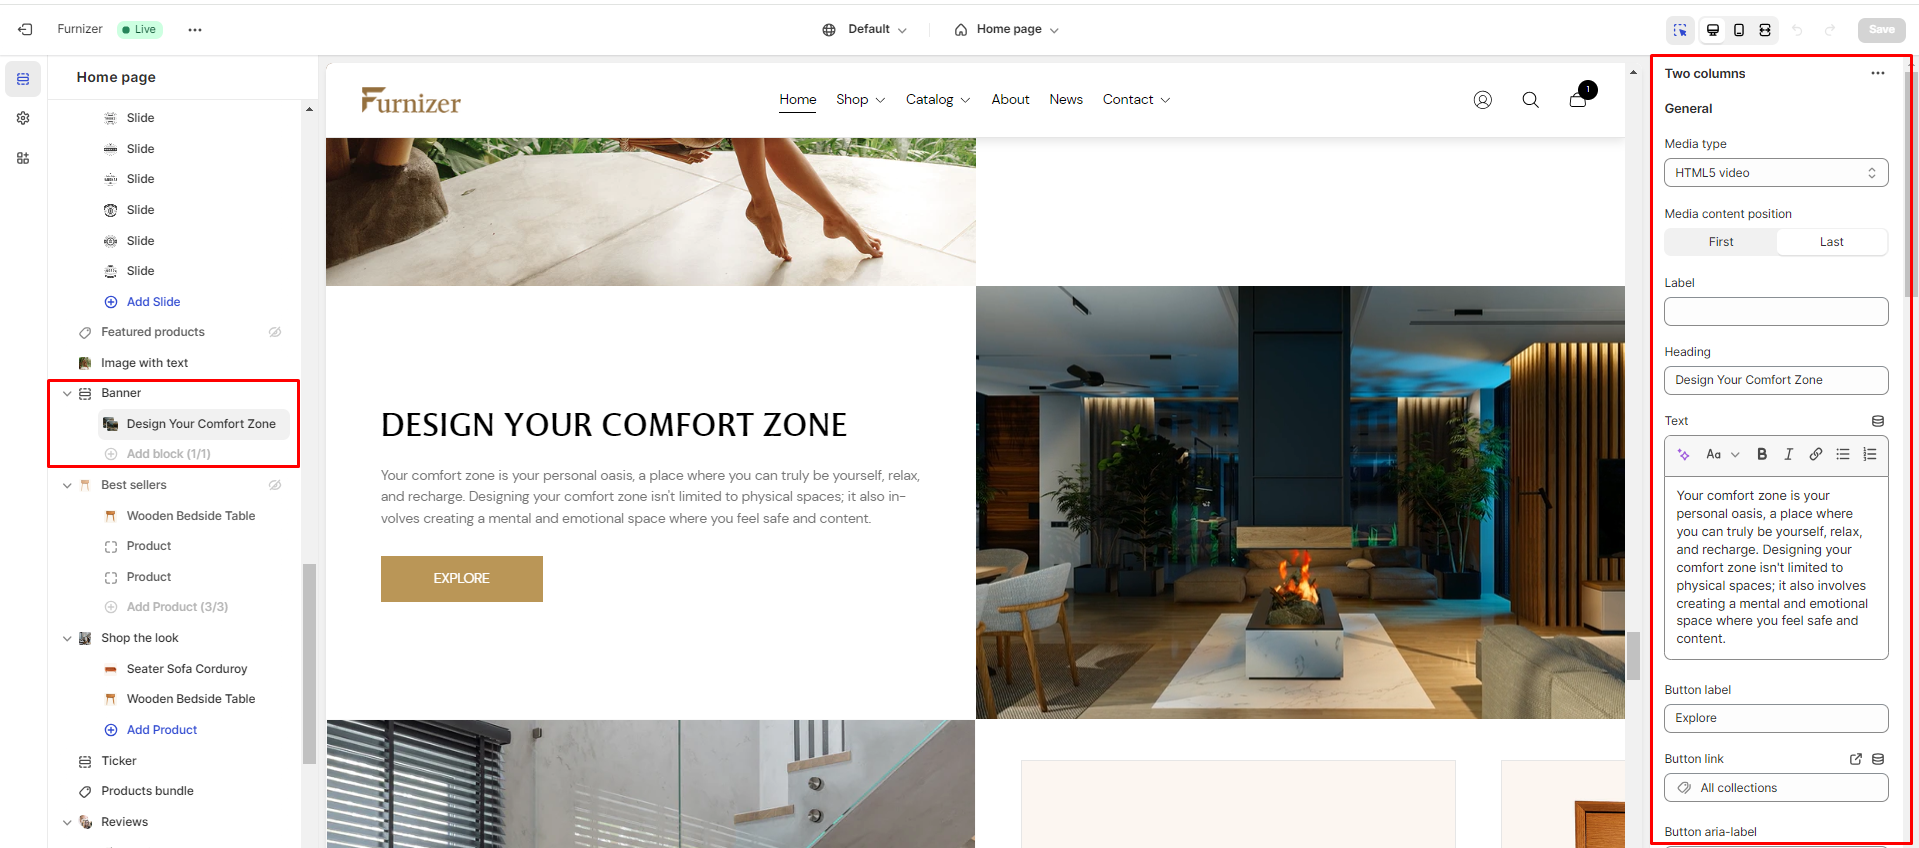 Furnizer
Live
Default
Home page
Save
Home page
Slide
Slide
Slide
Slide
Slide
Slide
Add Slide
Featured products
Image with text
Banner
Design Your Comfort Zone
Add block (1/1)
Best sellers
Wooden Bedside Table
Product
Product
Add Product (3/3)
Shop the look
Seater Sofa Corduroy
Wooden Bedside Table
Add Product
Ticker
Products bundle
Reviews
Furnizer
Home
Shop
Catalog
About
News
Contact
1
DESIGN YOUR COMFORT ZONE
Your comfort zone is your personal oasis, a place where you can truly be yourself, relax,
and recharge. Designing your comfort zone isn't limited to physical spaces; it also in-
volves creating a mental and emotional space where you feel safe and content.
EXPLORE
Two columns
General
Media type
HTML5 video
Media content position
First
Last
Label
Heading
Design Your Comfort Zone
Text
Aa
B
I
Your comfort zone is your
personal oasis, a place where
you can truly be yourself, relax,
and recharge. Designing your
comfort zone isn't limited to
physical spaces; it also involves
creating a mental and emotional
space where you feel safe and
content.
Button label
Explore
Button link
All collections
Button aria-label